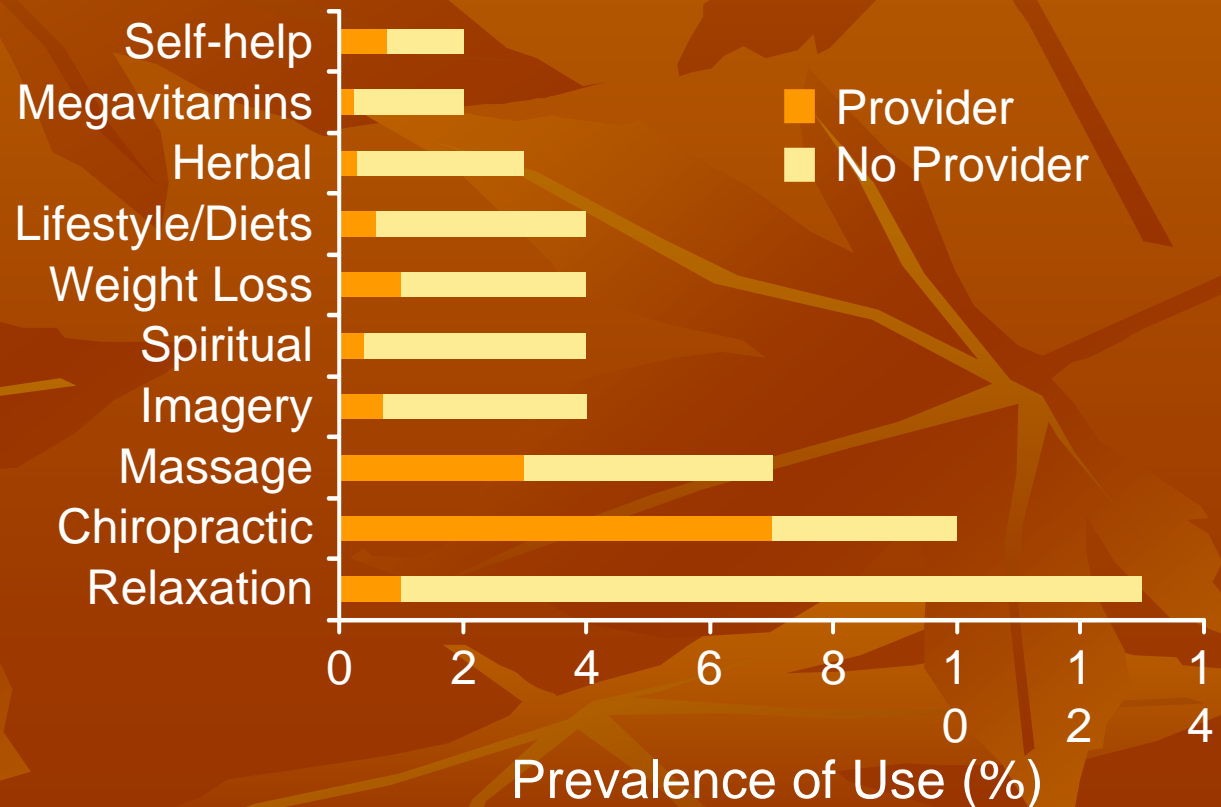 Self-help
Megavitamins
Herbal
Lifestyle/Diets
Weight Loss
Spiritual
Imagery
Massage
Chiropractic
Relaxation
Provider
No Provider
0 2 4 6 8 1 1 1
0 2 4
Prevalence of Use (%)